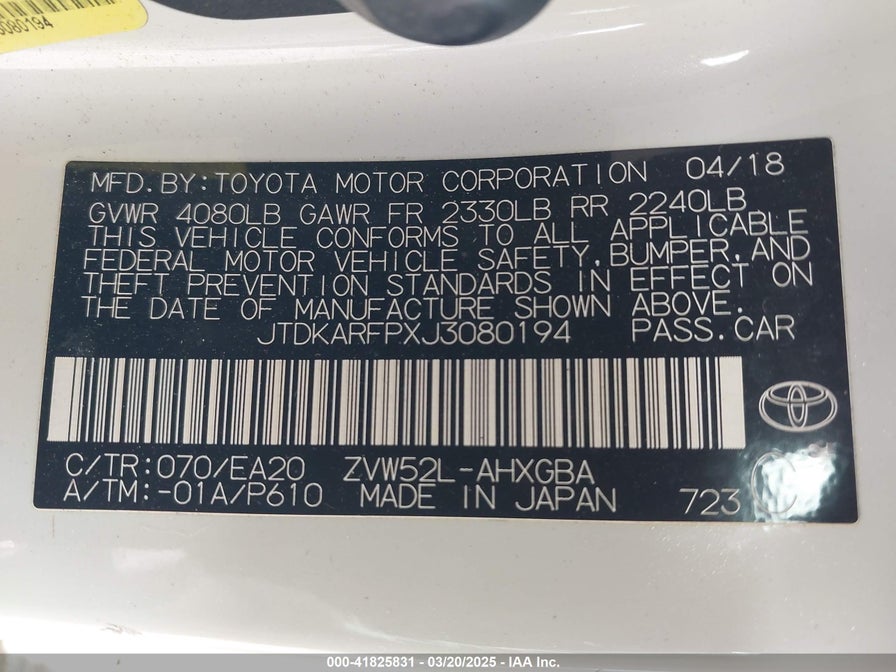 080194
MFD.BY:TOYOTA MOTOR CORPORATION 04/18
GVWR 4080LB GAWR FR 2330LB RR 2240LB
THIS VEHICLE CONFORMS TO ALL APPLICABLE
FEDERAL MOTOR VEHICLE SAFETY,BUMPER,AND
THEFT PREVENTION STANDARDS IN EFFECT ON
THE DATE OF MANUFACTURE SHOWN ABOVE.
JTDKARFPXJ3080194 PASS.CAR
C/TR:070/EA20 ZVW52L-AHXGBA
A/TM:-01A/P610 MADE IN JAPAN 723 C
000-41825831 - 03/20/2025 - IAA Inc.